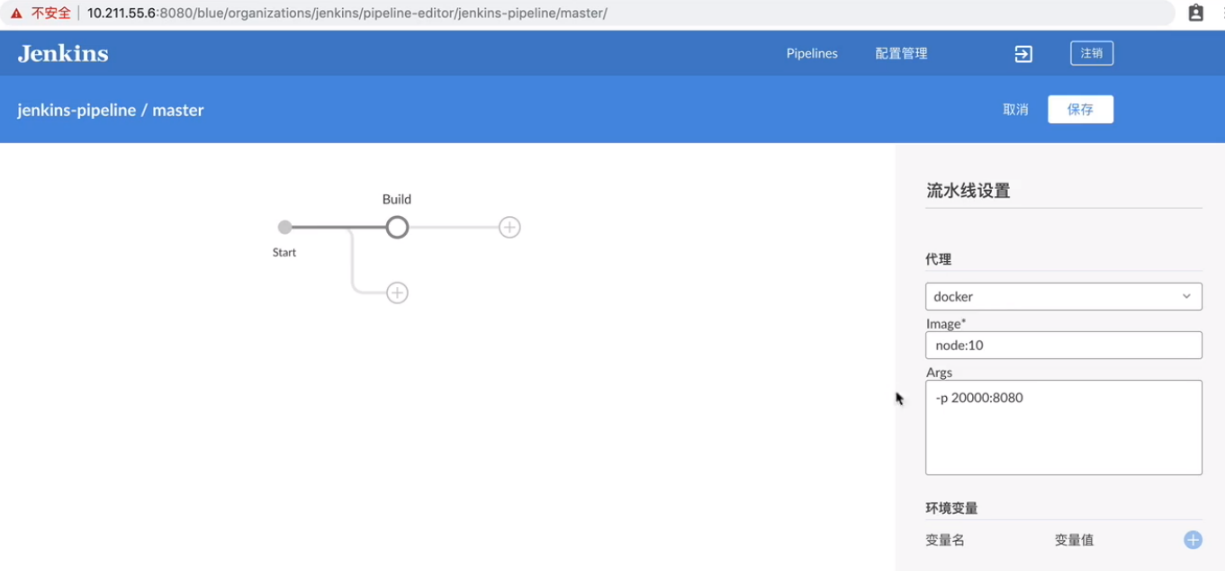 不安全 10.211.55.6:8080/blue/organizations/jenkins/pipeline-editor/jenkins-pipeline/master/
Jenkins Pipelines 配置管理 注销
jenkins-pipeline / master 取消 保存
Build
Start
流水线设置
代理
docker
Image*
node:10
Args
-p 20000:8080
环境变量
变量名 变量值